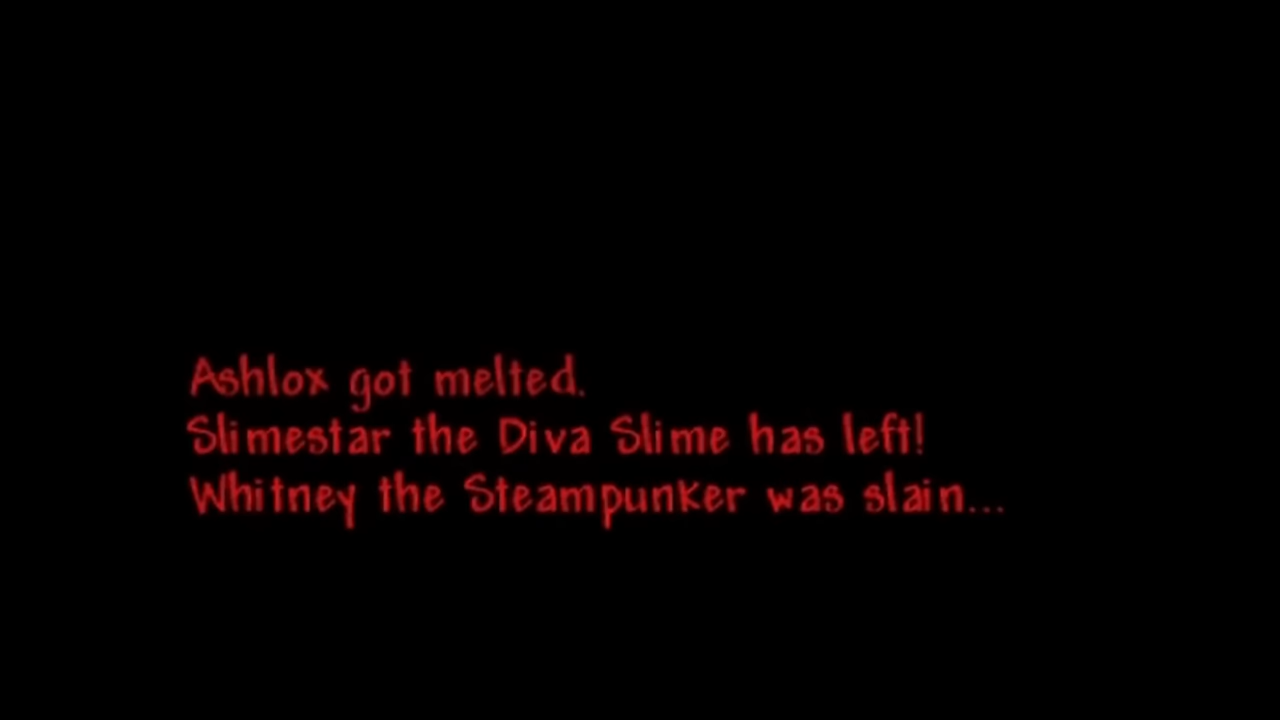 Ashlox got melted.
Slimestar the Diva Slime has left!
Whitney the Steampunker was slain...